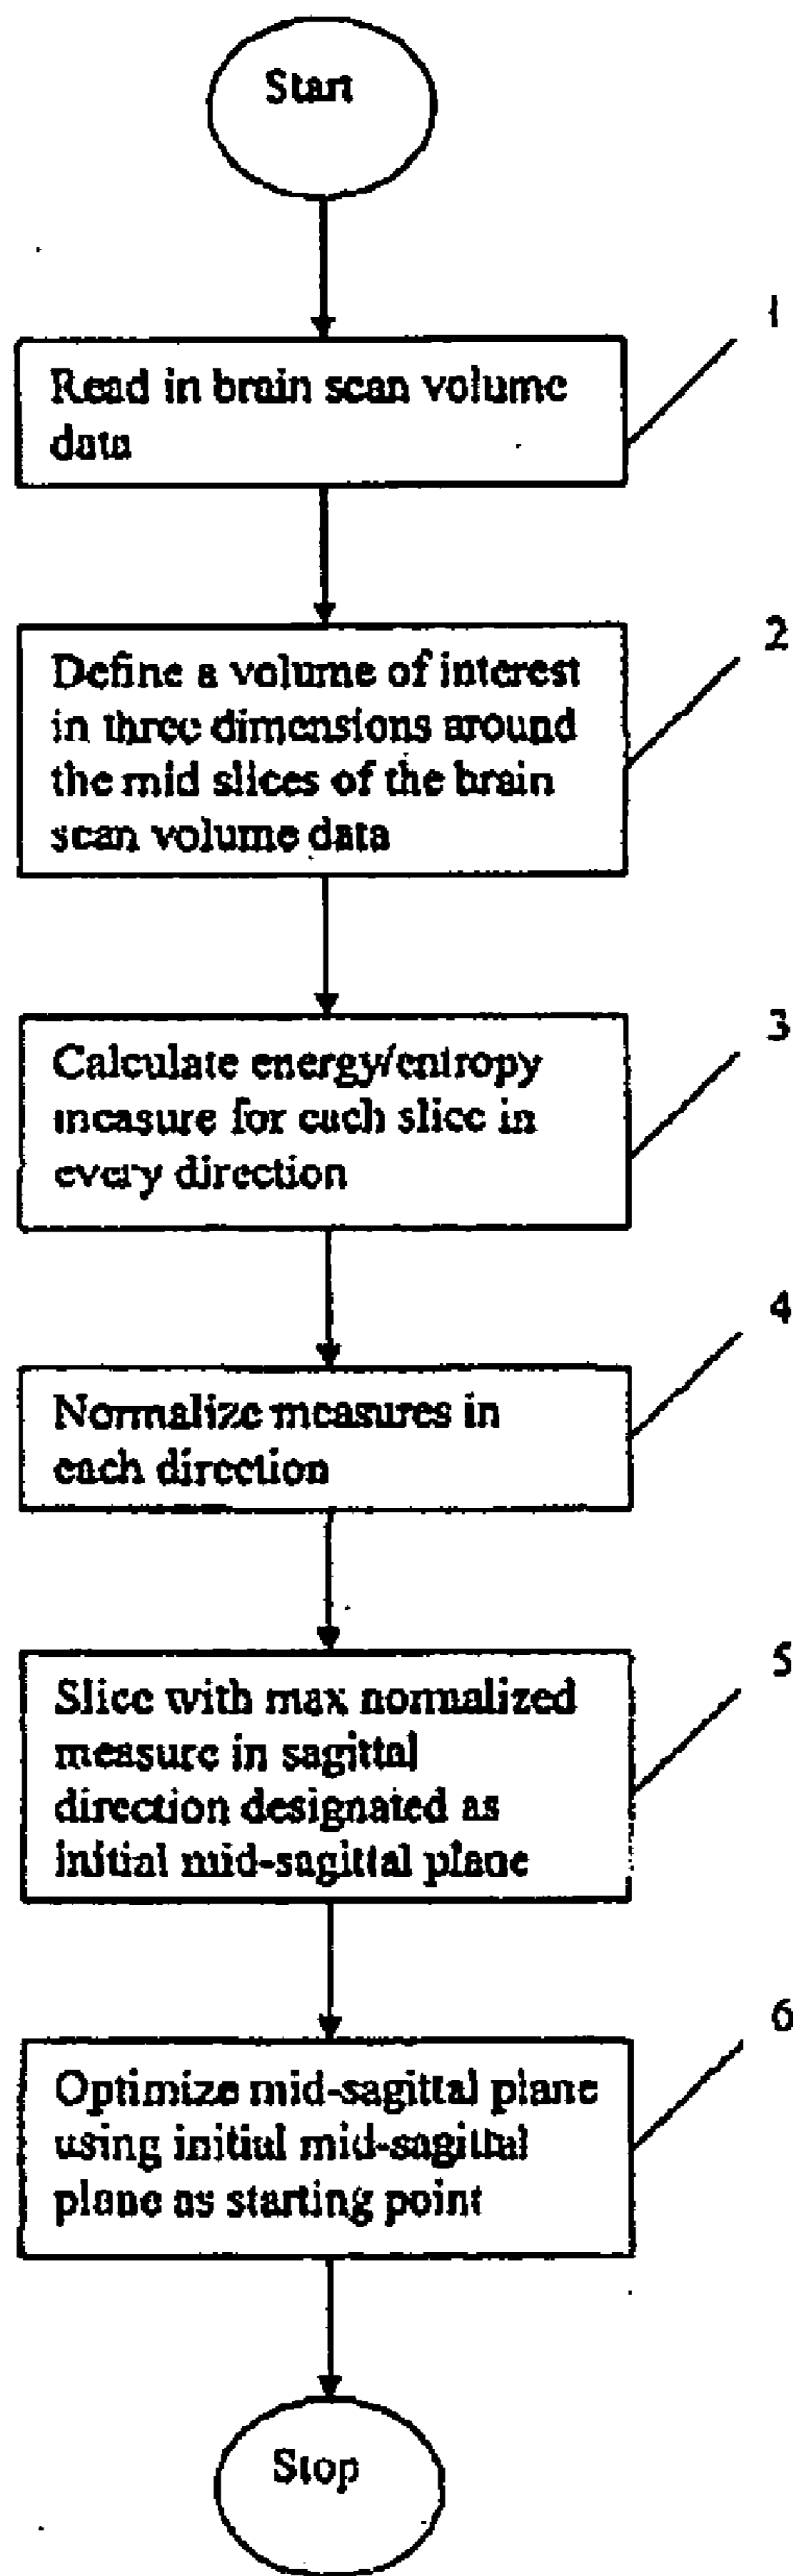 Start
1
Read in brain scan volume
data
2
Define a volume of interest
in three dimensions around
the mid slices of the brain
scan volume data
3
Calculate energy/entropy
measure for each slice in
every direction
4
Normalize measures in
each direction
5
Slice with max normalized
measure in sagittal
direction designated as
initial mid-sagittal plane
6
Optimize mid-sagittal plane
using initial mid-sagittal
plane as starting point
Stop